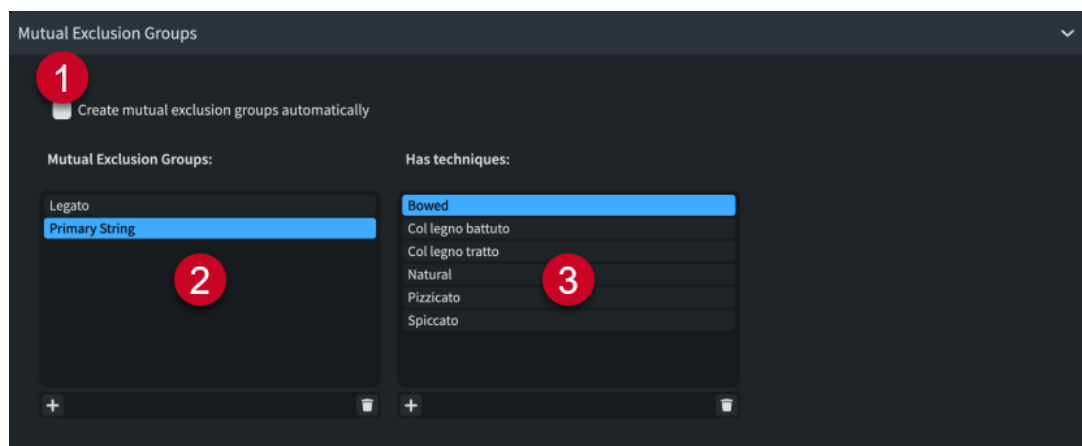 Mutual Exclusion Groups
1
Create mutual exclusion groups automatically
Mutual Exclusion Groups:
Has techniques:
Legato
Primary String
2
Bowed
Col legno battuto
Col legno tratto
Natural
Pizzicato
Spiccato
3